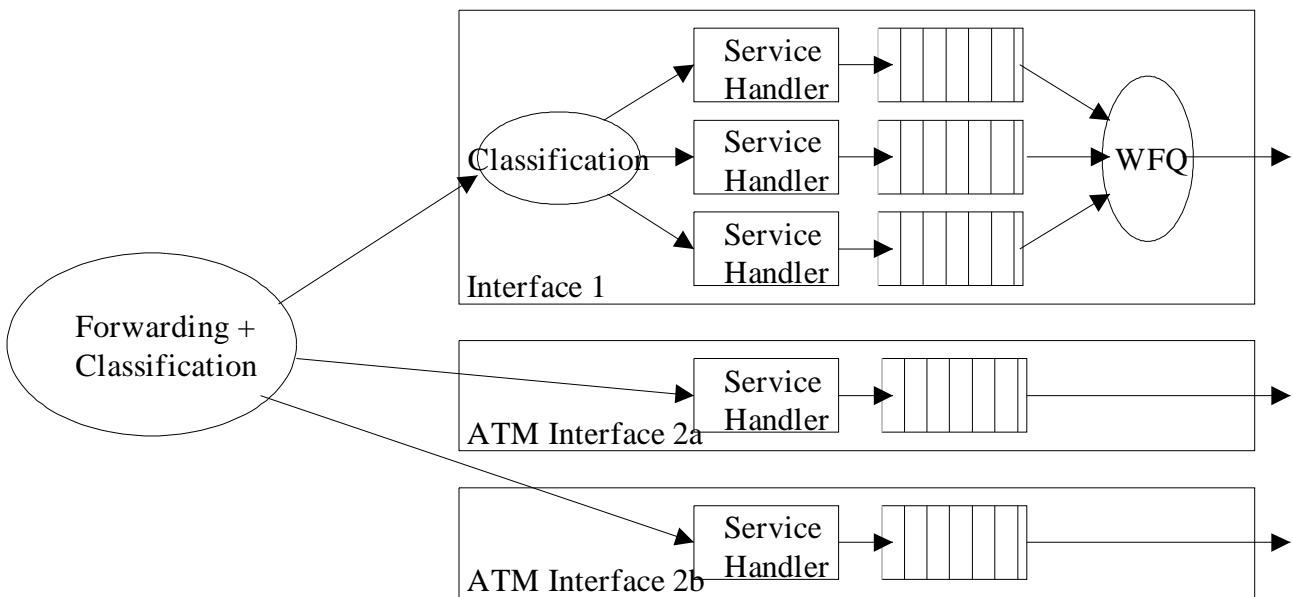 Service
Handler
Classification
Service
Handler
WFQ
Service
Handler
Interface 1
Forwarding +
Classification
Service
Handler
ATM Interface 2a
Service
Handler
ATM Interface 2b